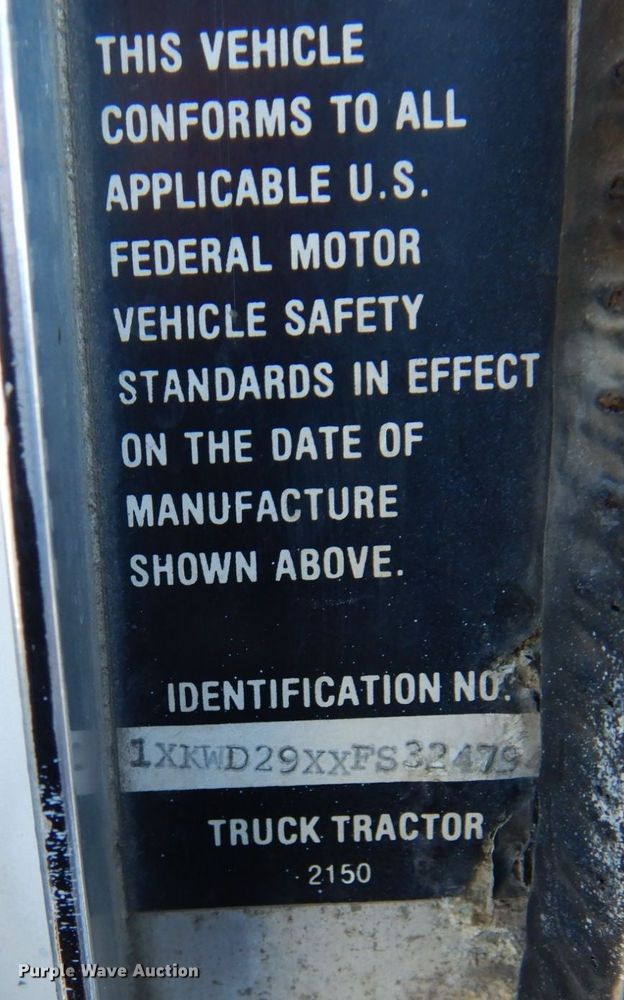 THIS VEHICLE
CONFORMS TO ALL
APPLICABLE U.S.
FEDERAL MOTOR
VEHICLE SAFETY
STANDARDS IN EFFECT
ON THE DATE OF
MANUFACTURE
SHOWN ABOVE.
IDENTIFICATION NO.
1XKWD29XXFS32479
TRUCK TRACTOR
2150
Purple Wave Auction